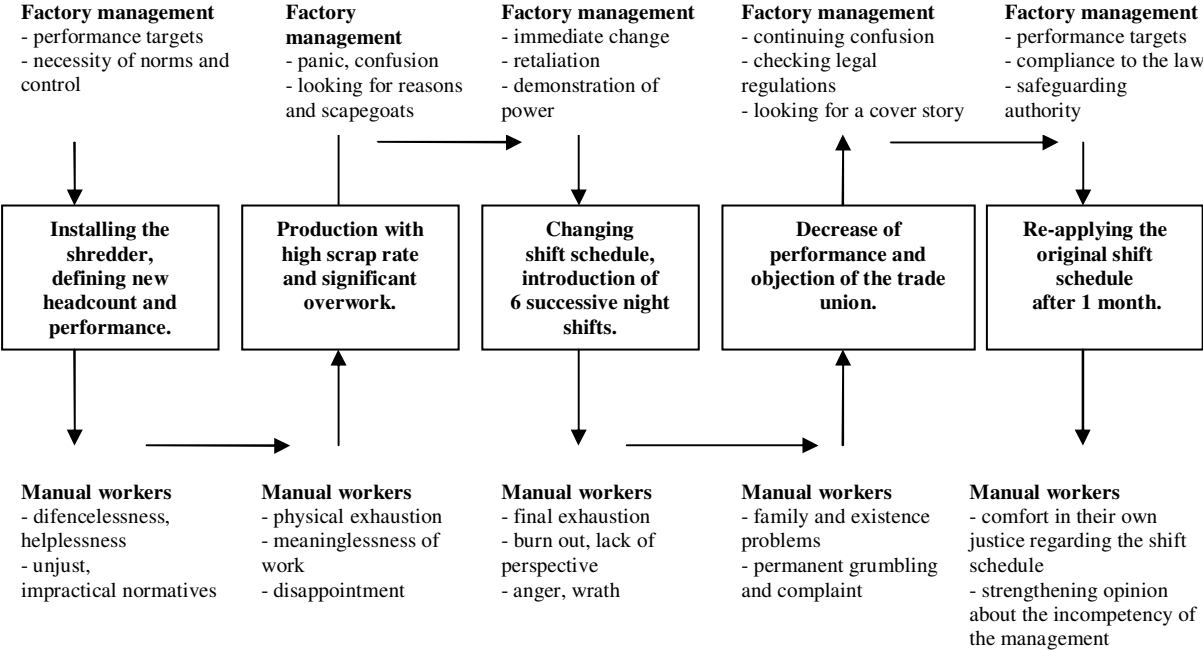 Factory management
- performance targets
- necessity of norms and
control
Factory
management
- panic, confusion
- looking for reasons
and scapegoats
Factory management
- immediate change
- retaliation
- demonstration of
power
Factory management
- continuing confusion
- checking legal
regulations
- looking for a cover story
Factory management
- performance targets
- compliance to the law
- safeguarding
authority
Installing the
shredder,
defining new
headcount and
performance.
Production with
high scrap rate
and significant
overwork.
Changing
shift schedule,
introduction of
6 successive night
shifts.
Decrease of
performance and
objection of the trade
union.
Re-applying the
original shift
schedule
after 1 month.
Manual workers
- difencelessness,
helplessness
- unjust,
impractical normatives
Manual workers
- physical exhaustion
- meaninglessness of
work
- disappointment
Manual workers
- final exhaustion
- burn out, lack of
perspective
- anger, wrath
Manual workers
- family and existence
problems
- permanent grumbling
and complaint
Manual workers
- comfort in their own
justice regarding the shift
schedule
- strengthening opinion
about the incompetency of
the management